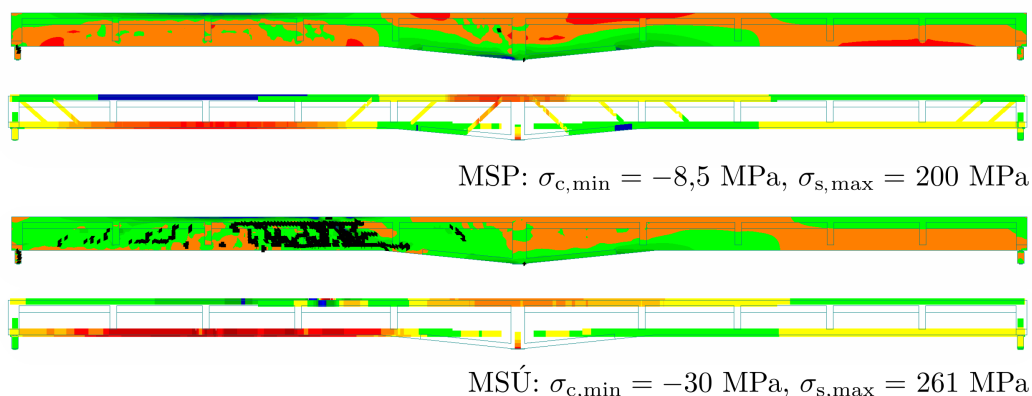 MSP: σc,min = −8,5 MPa, σs,max = 200 MPa
MSÚ: σc,min = −30 MPa, σs,max = 261 MPa